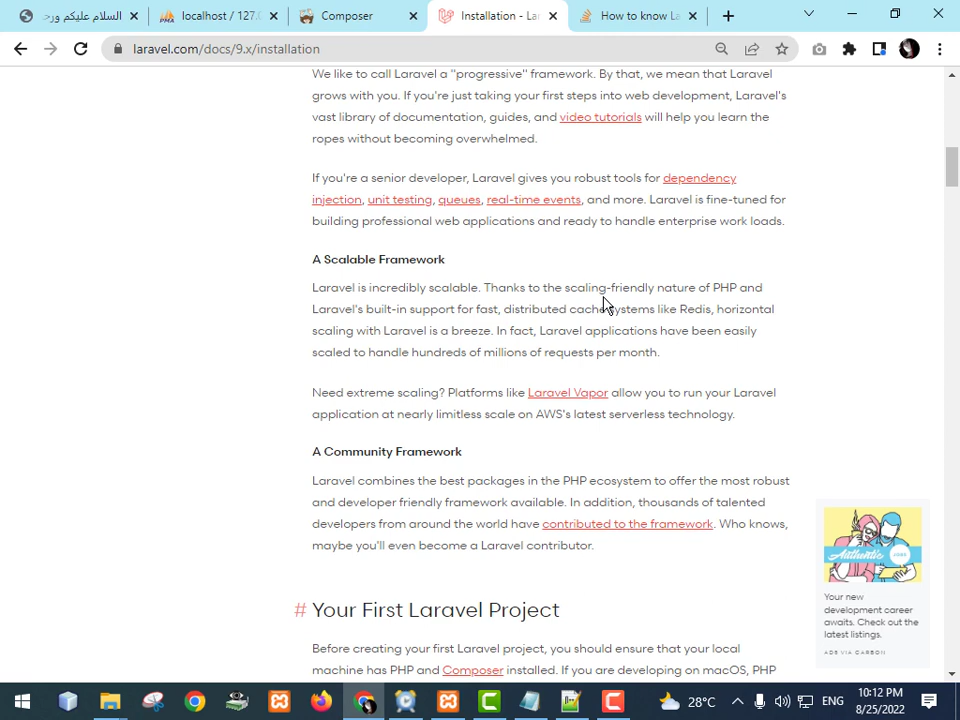 السلام عليكم ورح
localhost / 127.0
Composer
Installation - Lar
How to know La
laravel.com/docs/9.x/installation
We like to call Laravel a "progressive" framework. By that, we mean that Laravel
grows with you. If you're just taking your first steps into web development, Laravel's
vast library of documentation, guides, and video tutorials will help you learn the
ropes without becoming overwhelmed.
If you're a senior developer, Laravel gives you robust tools for dependency
injection, unit testing, queues, real-time events, and more. Laravel is fine-tuned for
building professional web applications and ready to handle enterprise work loads.
A Scalable Framework
Laravel is incredibly scalable. Thanks to the scaling-friendly nature of PHP and
Laravel's built-in support for fast, distributed cache systems like Redis, horizontal
scaling with Laravel is a breeze. In fact, Laravel applications have been easily
scaled to handle hundreds of millions of requests per month.
Need extreme scaling? Platforms like Laravel Vapor allow you to run your Laravel
application at nearly limitless scale on AWS's latest serverless technology.
A Community Framework
Laravel combines the best packages in the PHP ecosystem to offer the most robust
and developer friendly framework available. In addition, thousands of talented
developers from around the world have contributed to the framework. Who knows,
maybe you'll even become a Laravel contributor.
# Your First Laravel Project
Before creating your first Laravel project, you should ensure that your local
machine has PHP and Composer installed. If you are developing on macOS, PHP
Authentic
JOBS
Your new
development career
awaits. Check out the
latest listings.
ADS VIA CARBON
28°C
ENG
10:12 PM
8/25/2022